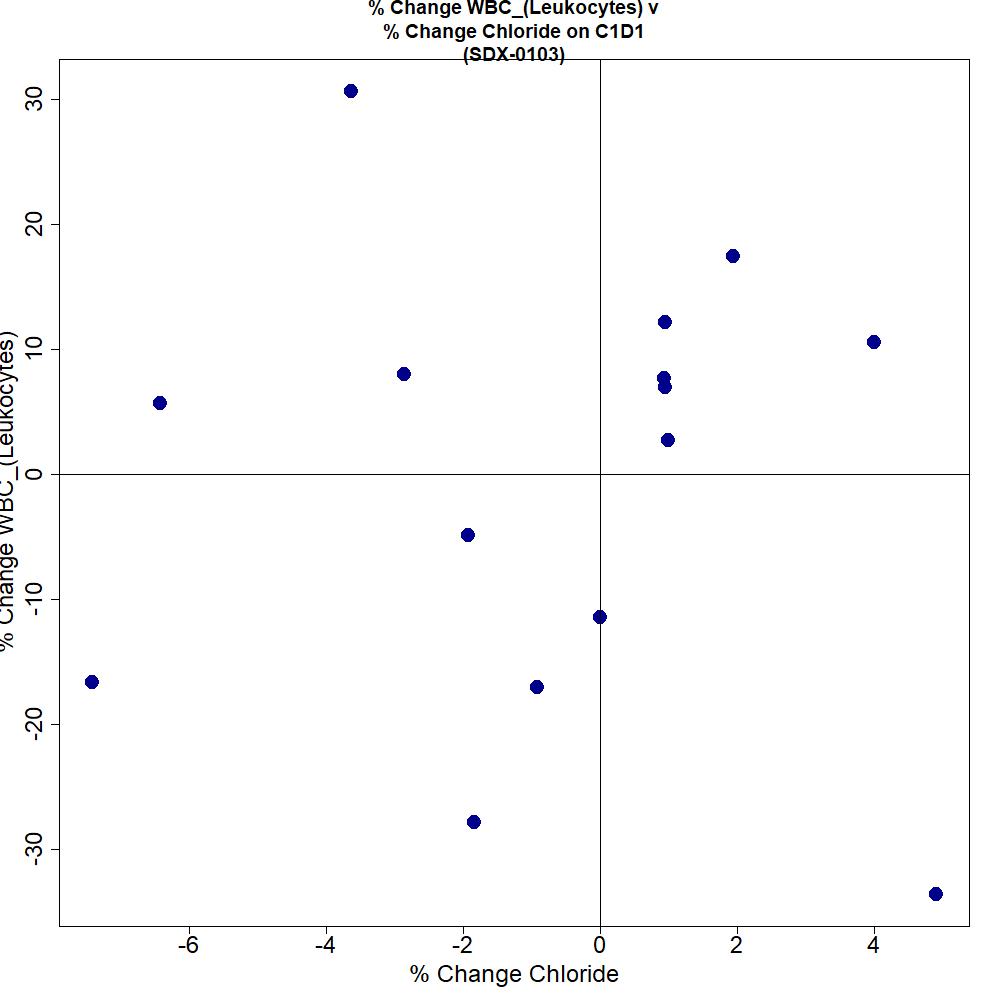 % Change WBC_(Leukocytes) v
% Change Chloride on C1D1
(SDX-0103)
30
20
10
0
-10
-20
-30
% Change WBC_(Leukocytes)
-6
-4
-2
0
2
4
% Change Chloride